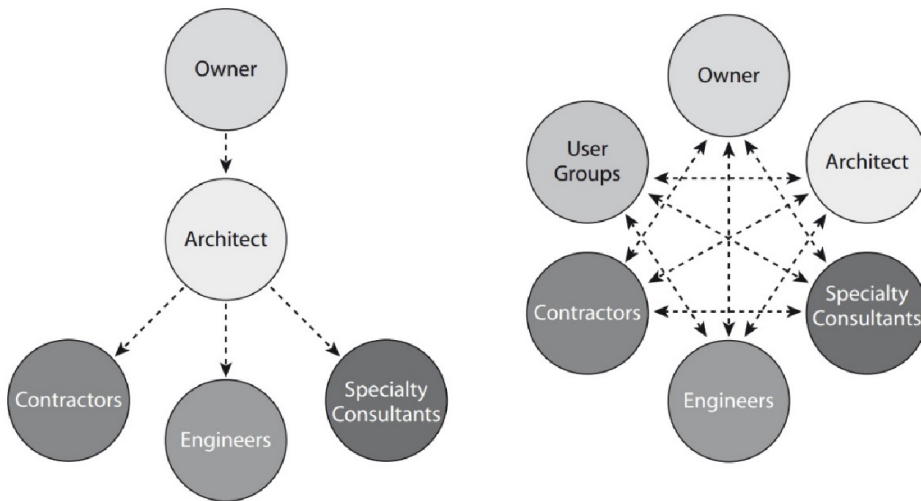 Owner
Architect
Contractors
Engineers
Specialty
Consultants
Owner
User
Groups
Architect
Contractors
Specialty
Consultants
Engineers